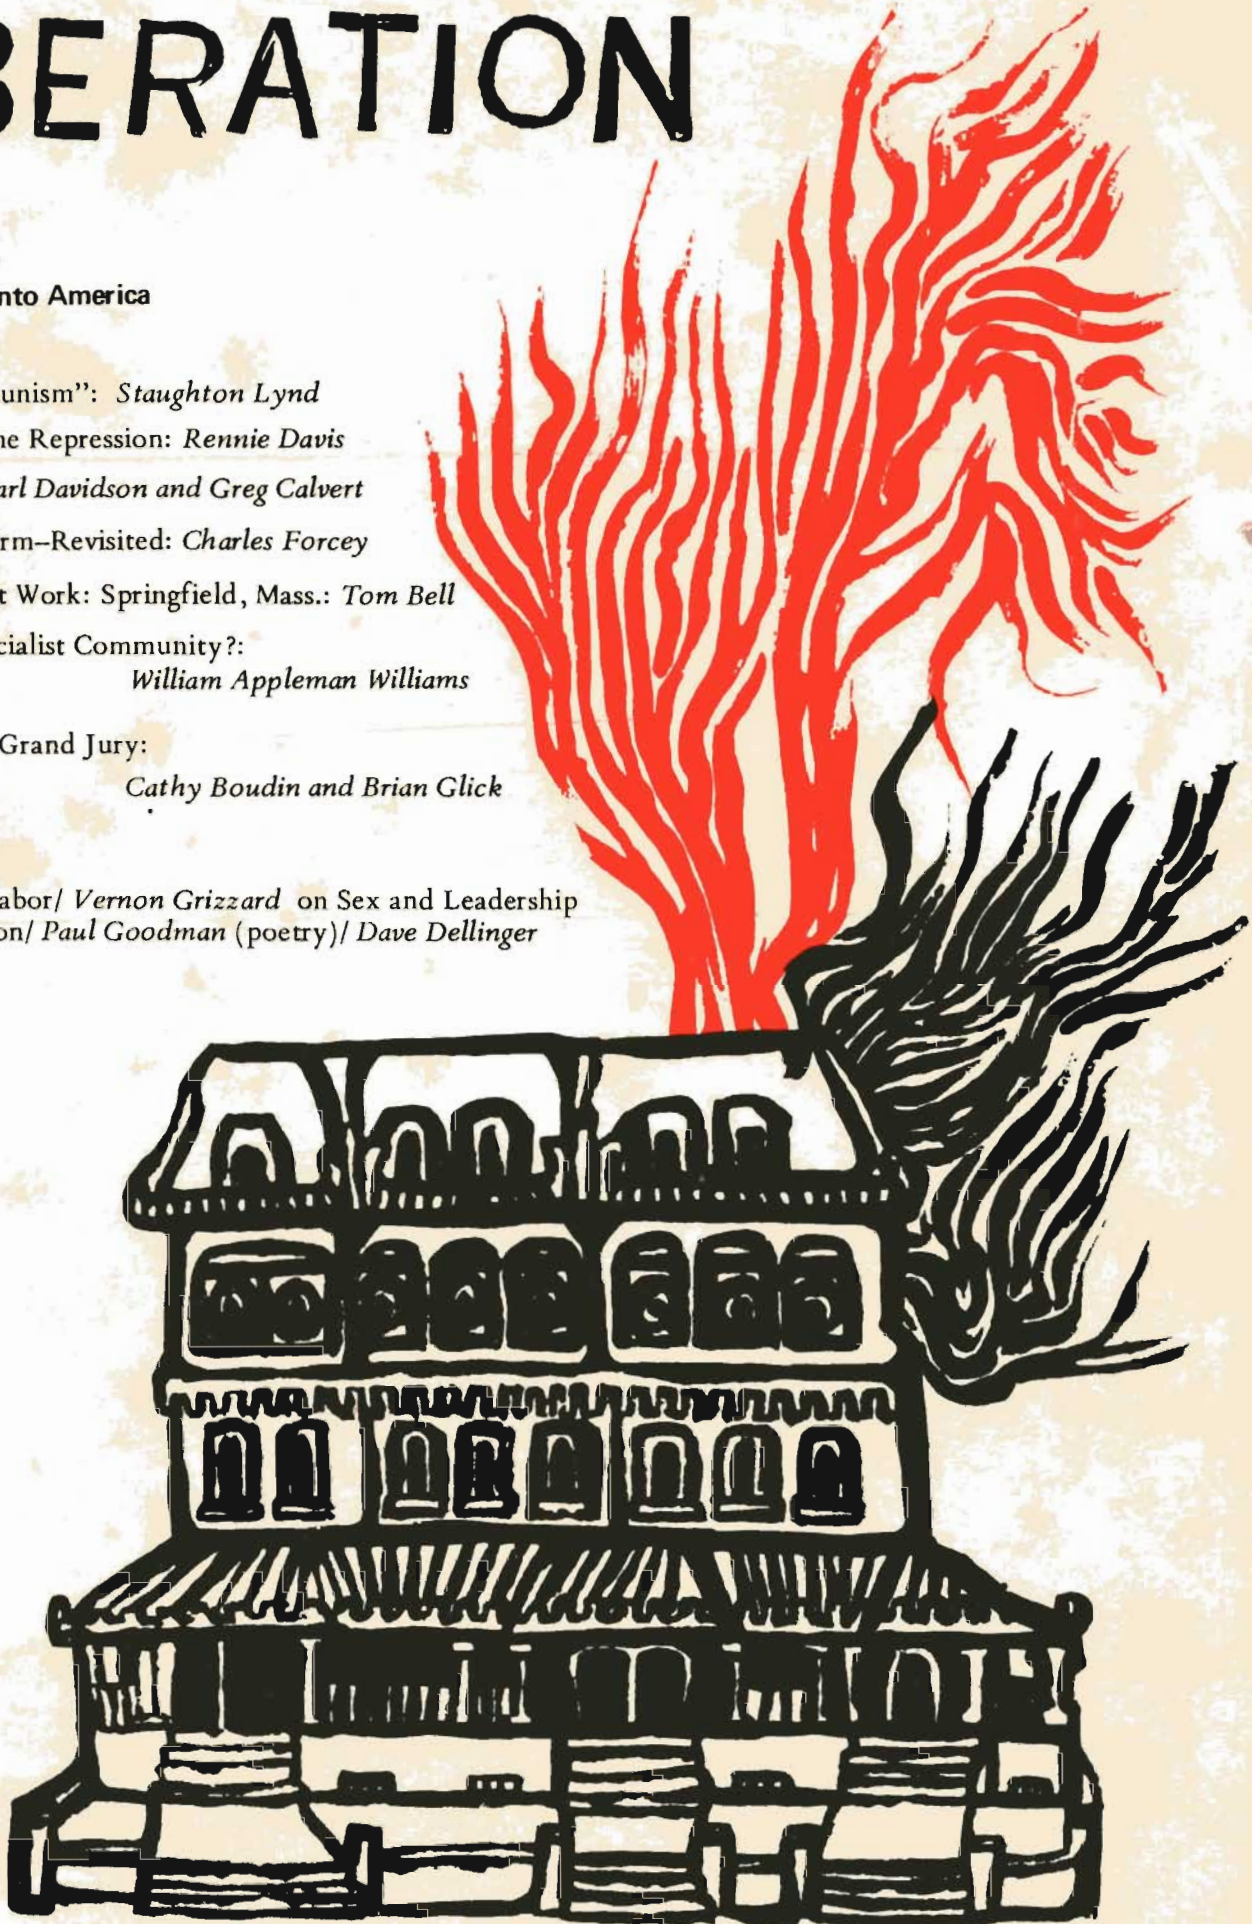 BERATION
nto America
unism”: Staughton Lynd
he Repression: Rennie Davis
arl Davidson and Greg Calvert
rm—Revisited: Charles Forcey
t Work: Springfield, Mass.: Tom Bell
cialist Community?:
William Appleman Williams
Grand Jury:
Cathy Boudin and Brian Glick
abor/ Vernon Grizzard on Sex and Leadership
on/ Paul Goodman (poetry)/ Dave Dellinger